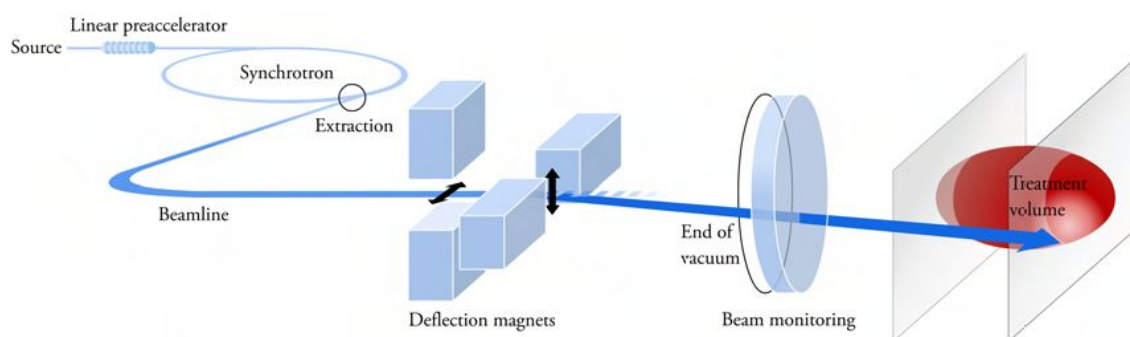 Linear preaccelerator
Source
Synchrotron
Extraction
Beamline
Deflection magnets
End of
vacuum
Beam monitoring
Treatment
volume